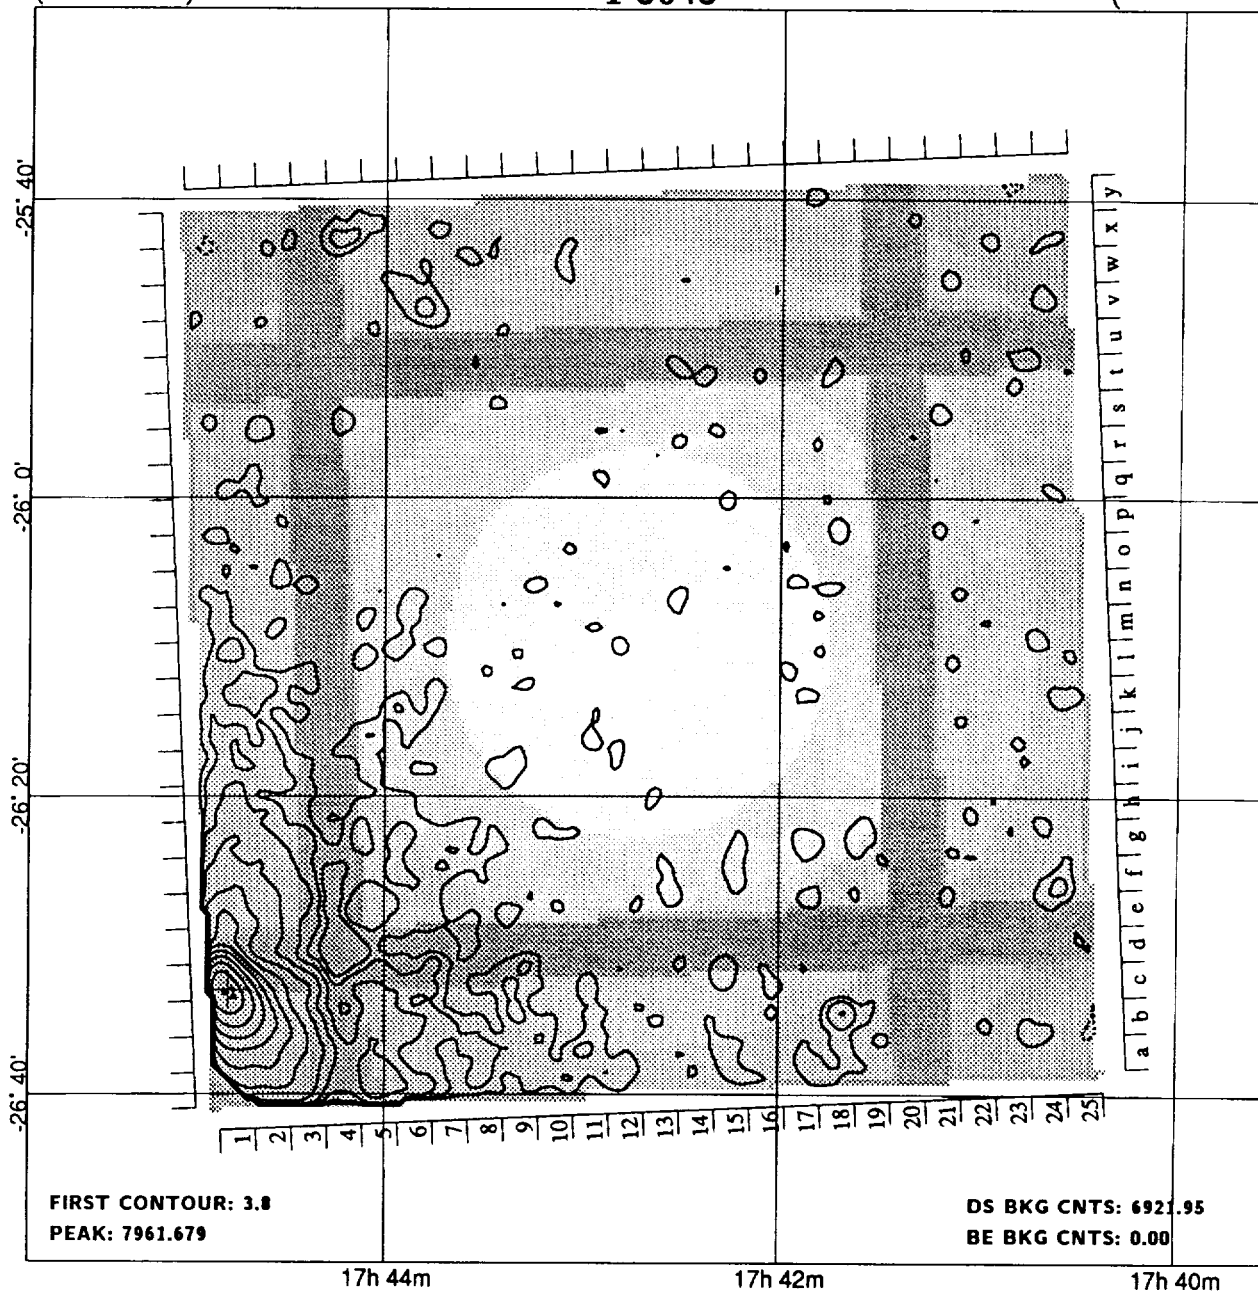 -25° 40'
-26° 0'
-26° 20'
-26° 40'
y
x
w
v
u
t
s
r
q
p
o
n
m
l
k
j
i
h
g
f
e
d
c
b
a
1 2 3 4 5 6 7 8 9 10 11 12 13 14 15 16 17 18 19 20 21 22 23 24 25
FIRST CONTOUR: 3.8
PEAK: 7961.679
DS BKG CNTS: 6921.95
BE BKG CNTS: 0.00
17h 44m 17h 42m 17h 40m